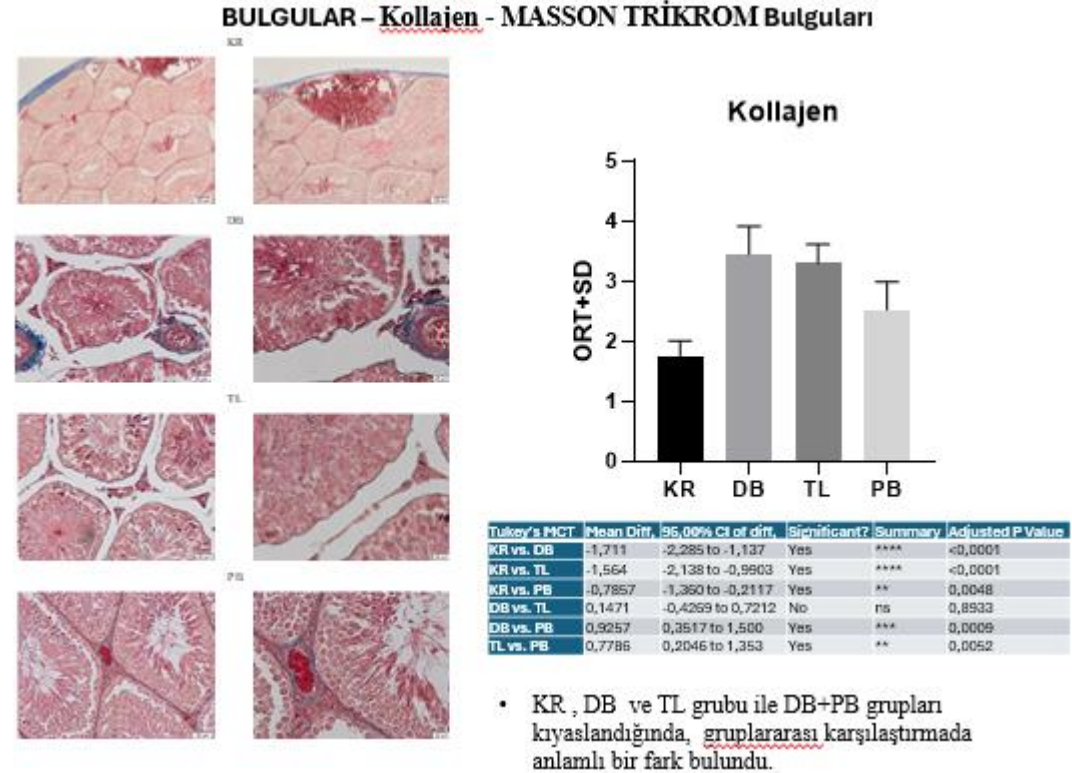 BULGULAR – Kollajen - MASSON TRİKROM Bulguları
KR
DB
TL
PB
Kollajen
ORT+SD
5
4
3
2
1
0
KR DB TL PB
Tukey's MCT Mean Diff, 95,00% CI of diff, Significant? Summary Adjusted P Value
KR vs. DB -1,711 -2,285 to -1,137 Yes **** <0,0001
KR vs. TL -1,564 -2,138 to -0,9903 Yes **** <0,0001
KR vs. PB -0,7857 -1,360 to -0,2117 Yes ** 0,0048
DB vs. TL 0,1471 -0,4269 to 0,7212 No ns 0,8933
DB vs. PB 0,9257 0,3517 to 1,500 Yes *** 0,0009
TL vs. PB 0,7786 0,2046 to 1,353 Yes ** 0,0052
• KR , DB ve TL grubu ile DB+PB grupları
kıyaslandığında, gruplararası karşılaştırmada
anlamlı bir fark bulundu.